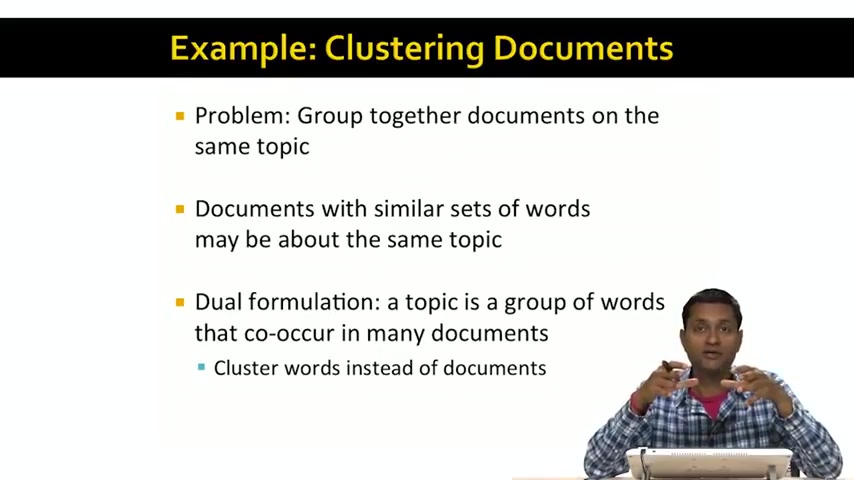 Example: Clustering Documents
Problem: Group together documents on the
same topic
Documents with similar sets of words
may be about the same topic
Dual formulation: a topic is a group of words
that co-occur in many documents
Cluster words instead of documents